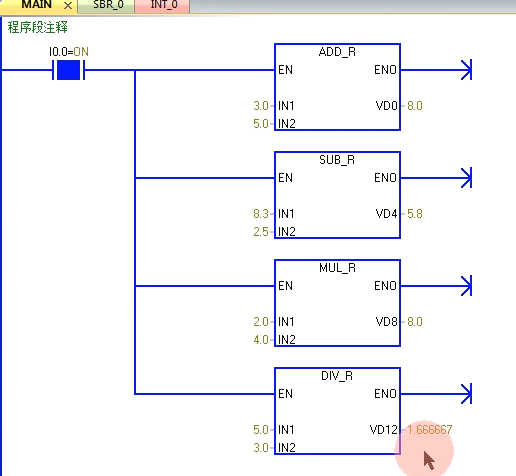 MAIN × SBR_0 INT_0
程序段注释
I0.0=ON
ADD_R
EN ENO
3.0 IN1 VD0 8.0
5.0 IN2
SUB_R
EN ENO
8.3 IN1 VD4 5.8
2.5 IN2
MUL_R
EN ENO
2.0 IN1 VD8 8.0
4.0 IN2
DIV_R
EN ENO
5.0 IN1 VD12 1.666667
3.0 IN2